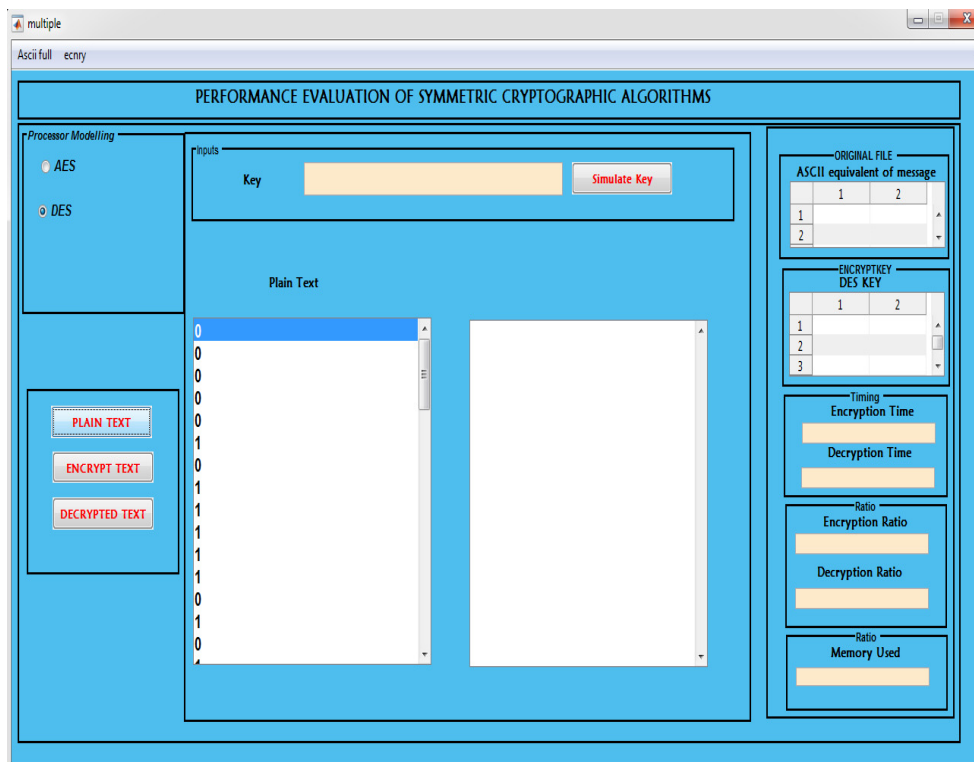 multiple
Ascii full ecnry
PERFORMANCE EVALUATION OF SYMMETRIC CRYPTOGRAPHIC ALGORITHMS
Processor Modelling
AES
DES
Inputs
Key
Simulate Key
Plain Text
0
0
0
0
0
1
0
1
1
1
1
1
0
1
0
PLAIN TEXT
ENCRYPT TEXT
DECRYPTED TEXT
ORIGINAL FILE
ASCII equivalent of message
1 2
1
2
ENCRYPTKEY
DES KEY
1 2
1
2
3
Timing
Encryption Time
Decryption Time
Ratio
Encryption Ratio
Decryption Ratio
Ratio
Memory Used